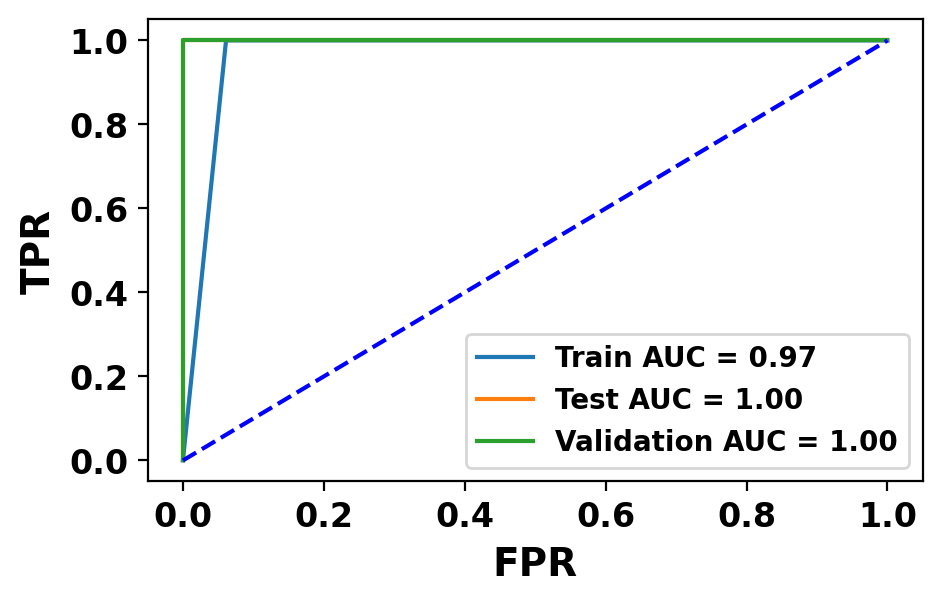 1.0
0.8
0.6
0.4
0.2
0.0
TPR
Train AUC = 0.97
Test AUC = 1.00
Validation AUC = 1.00
0.0 0.2 0.4 0.6 0.8 1.0
FPR